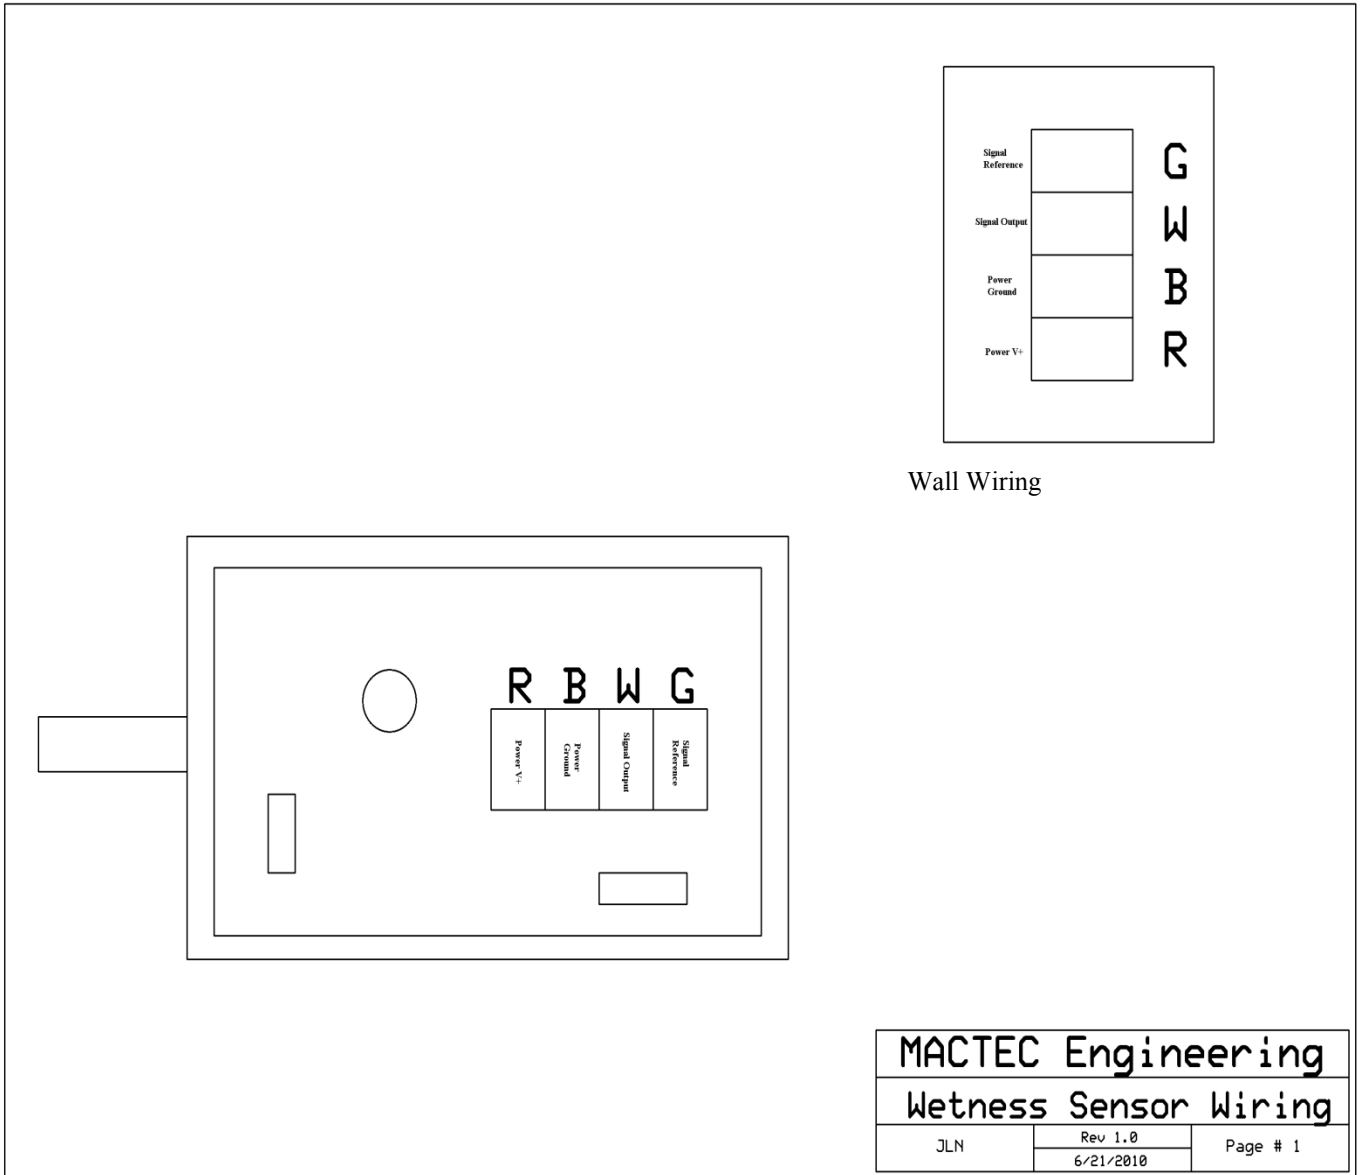 Signal
Reference
G
Signal Output
W
Power
Ground
B
Power V+
R
Wall Wiring
R B W G
Power V+
Power
Ground
Signal Output
Signal
Reference
MACTEC Engineering
Wetness Sensor Wiring
JLN
Rev 1.0
6/21/2010
Page # 1